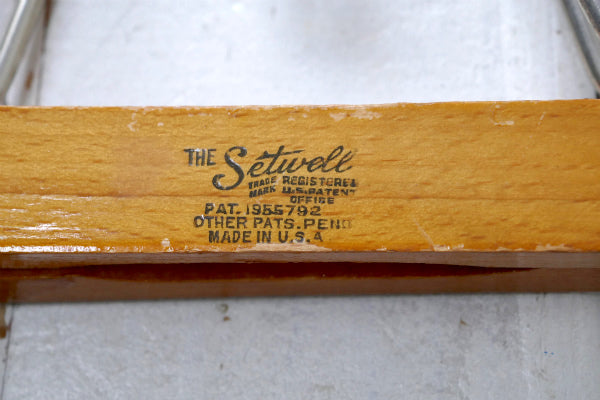 THE Setwell
TRADE REGISTERED
MARK U.S. PATENT
OFFICE
PAT. 1955792
OTHER PATS. PEND
MADE IN U.S.A